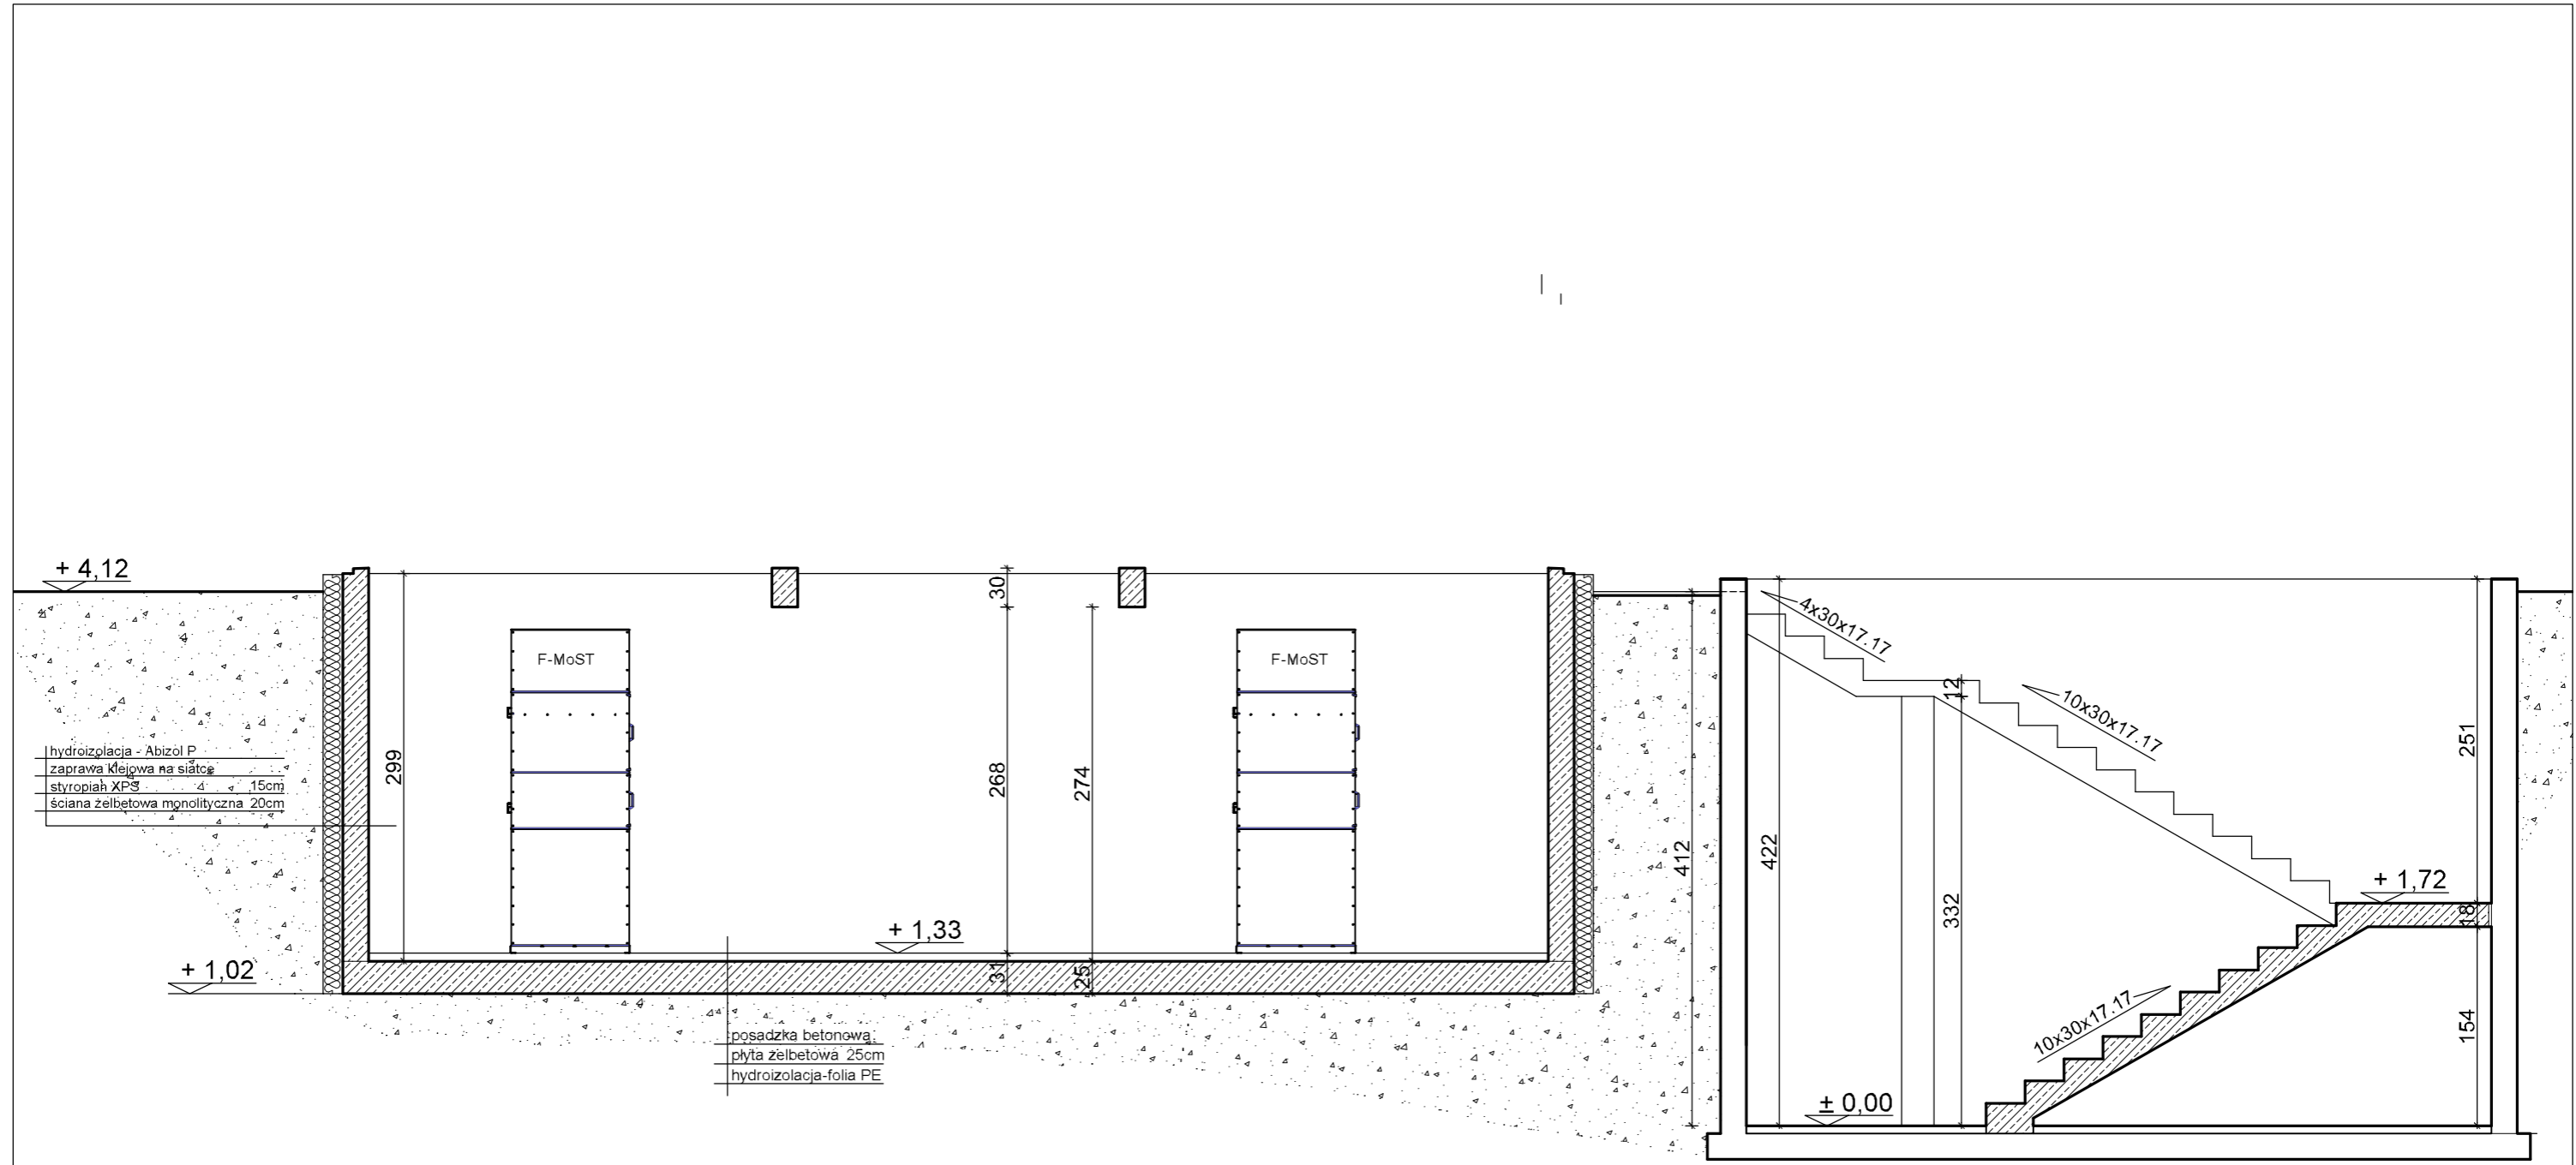 + 4,12
30
4x30x17.17
F-MoST
F-MoST
12
10x30x17.17
hydroizolacja - Abizol P
zaprawa klejowa na siatce
styropian XPS 15cm
ściana żelbetowa monolityczna 20cm
299
268
274
412
422
332
251
+ 1,72
18
+ 1,33
+ 1,02
31
25
posadzka betonowa
płyta żelbetowa 25cm
hydroizolacja-folia PE
10x30x17.17
154
± 0,00